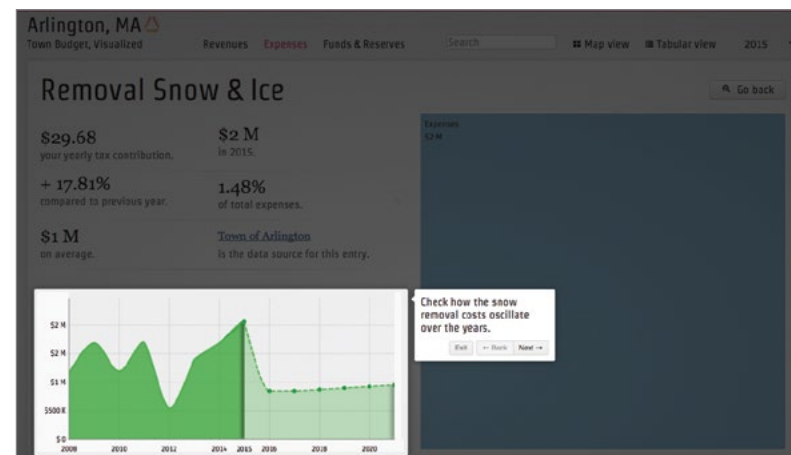 Arlington, MA
Town Budget, Visualized
Revenues Expenses Funds & Reserves
Search
Map view Tabular view 2015
Removal Snow & Ice
Go back
$29.68
your yearly tax contribution.
$2 M
in 2015.
+ 17.81%
compared to previous year.
1.48%
of total expenses.
$1 M
on average.
Town of Arlington
is the data source for this entry.
Expenses
$2 M
Check how the snow
removal costs oscillate
over the years.
Exit ← Back Next →
$2 M
$2 M
$1 M
$500 K
$0
2008 2010 2012 2014 2015 2016 2018 2020